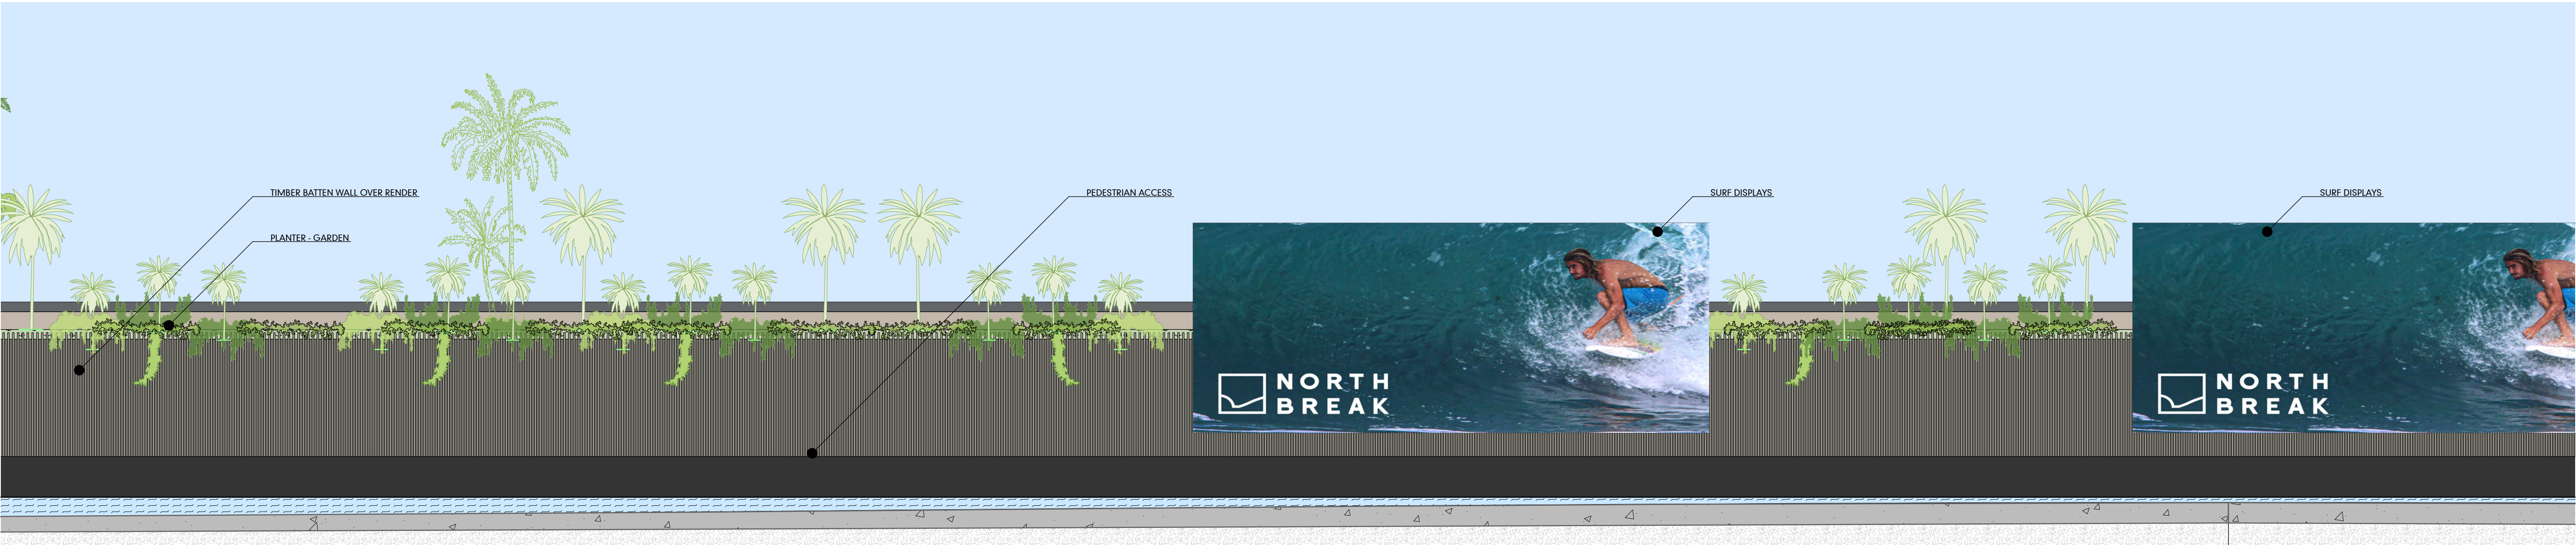 TIMBER BATTEN WALL OVER RENDER
PEDESTRIAN ACCESS
SURF DISPLAYS
SURF DISPLAYS
PLANTER - GARDEN
NORTH
BREAK
NORTH
BREAK